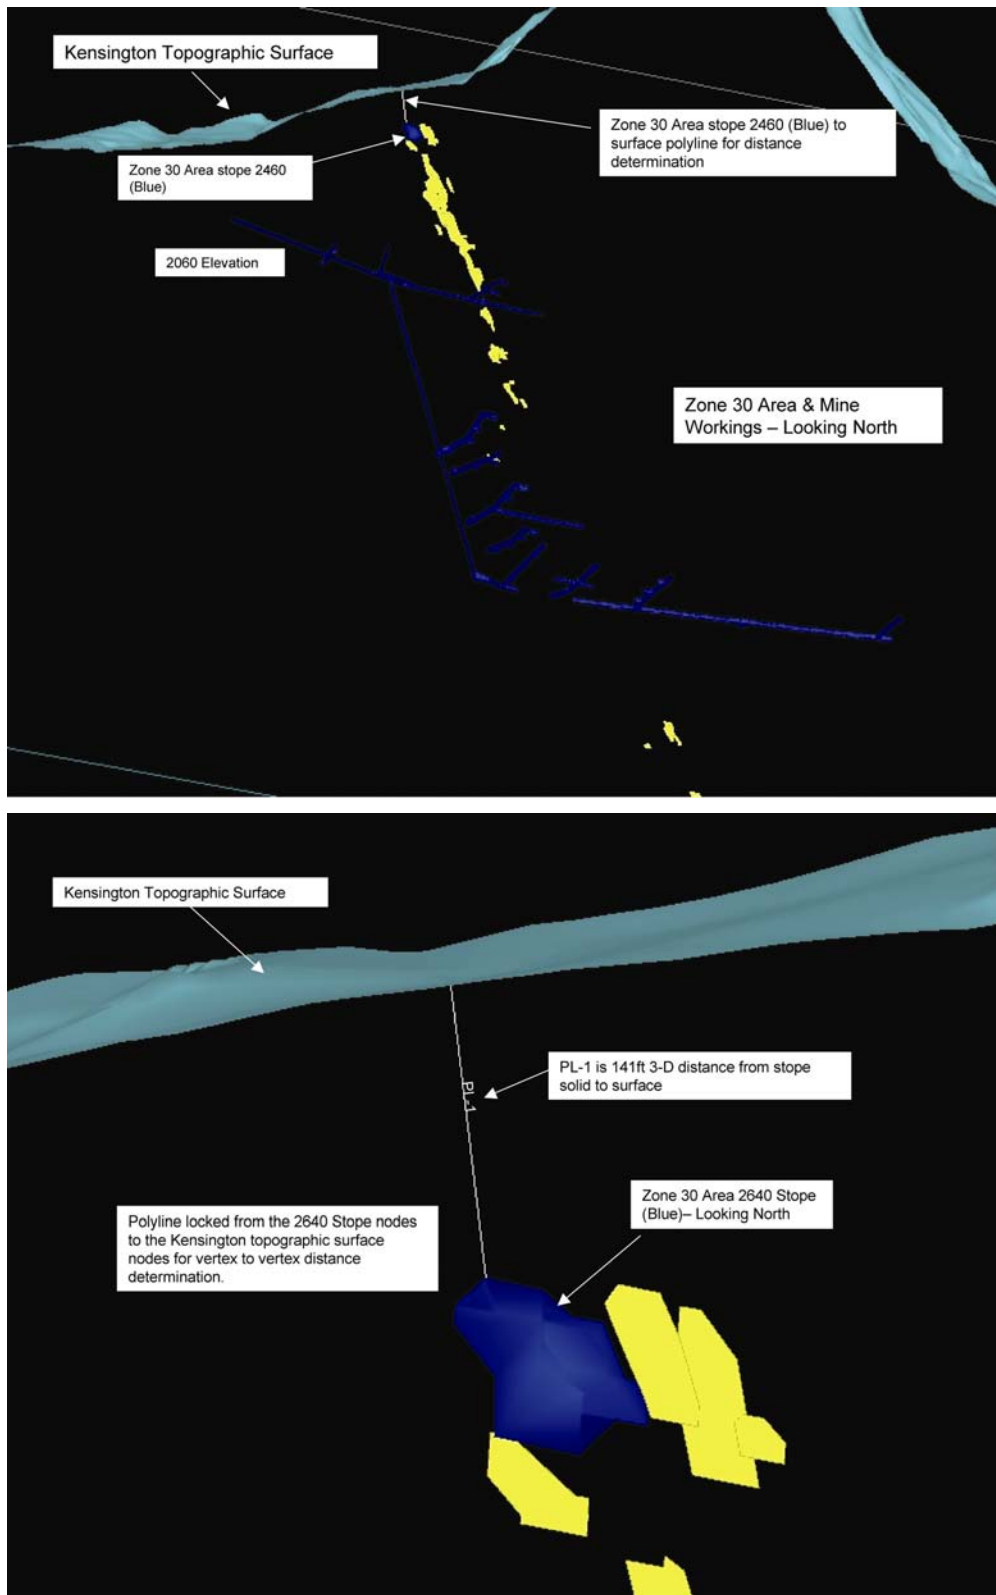 Kensington Topographic Surface
Zone 30 Area stope 2460 (Blue) to
surface polyline for distance
determination
Zone 30 Area stope 2460
(Blue)
2060 Elevation
Zone 30 Area & Mine
Workings – Looking North
Kensington Topographic Surface
PL-1 is 141ft 3-D distance from stope
solid to surface
PL-1
Zone 30 Area 2640 Stope
(Blue)– Looking North
Polyline locked from the 2640 Stope nodes
to the Kensington topographic surface
nodes for vertex to vertex distance
determination.